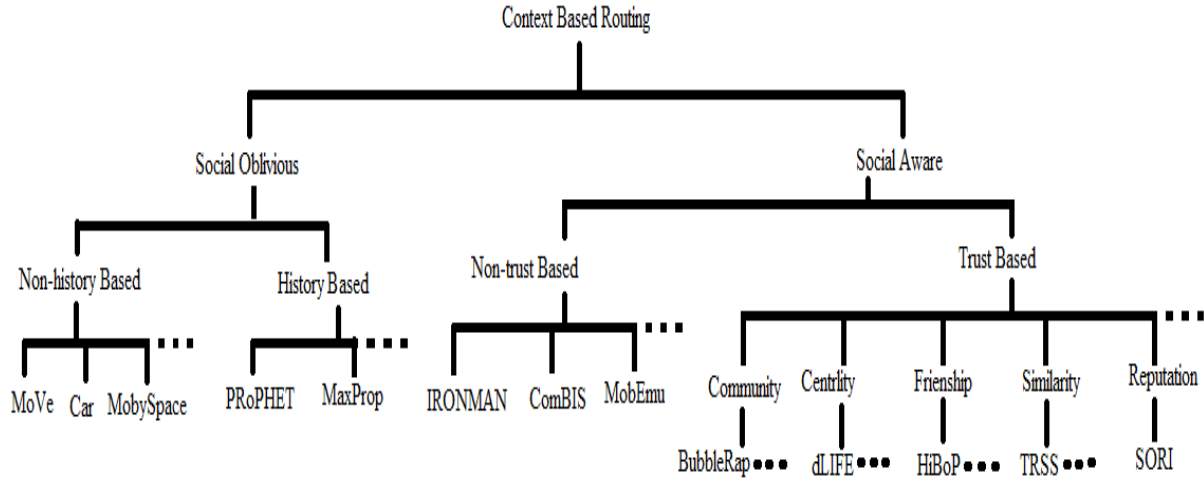 Context Based Routing
Social Oblivious
Social Aware
Non-history Based
History Based
Non-trust Based
Trust Based
MoVe
Car
MobySpace
PRoPHET
MaxProp
IRONMAN
ComBIS
MobEmu
Community
Centrlity
Frienship
Similarity
Reputation
BubbleRap
dLIFE
HiBoP
TRSS
SORI